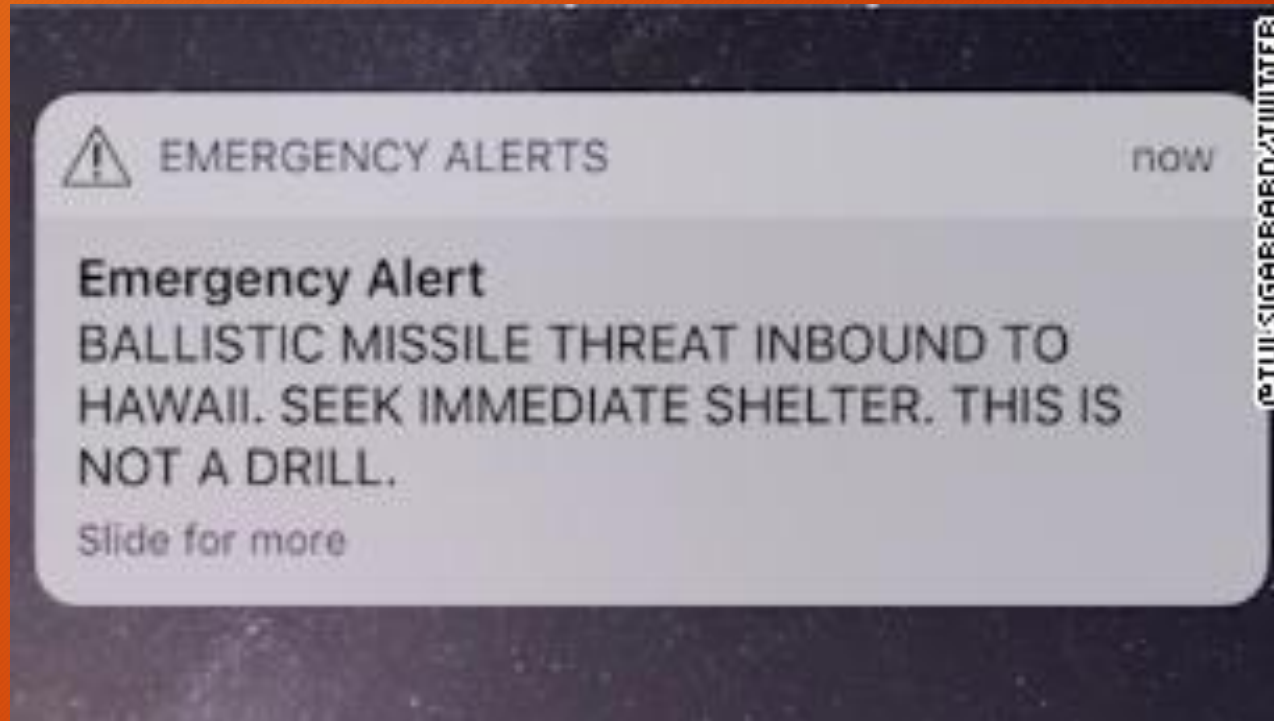 EMERGENCY ALERTS now
Emergency Alert
BALLISTIC MISSILE THREAT INBOUND TO
HAWAII. SEEK IMMEDIATE SHELTER. THIS IS
NOT A DRILL.
Slide for more
@TULSIGABBARD/TWITTER